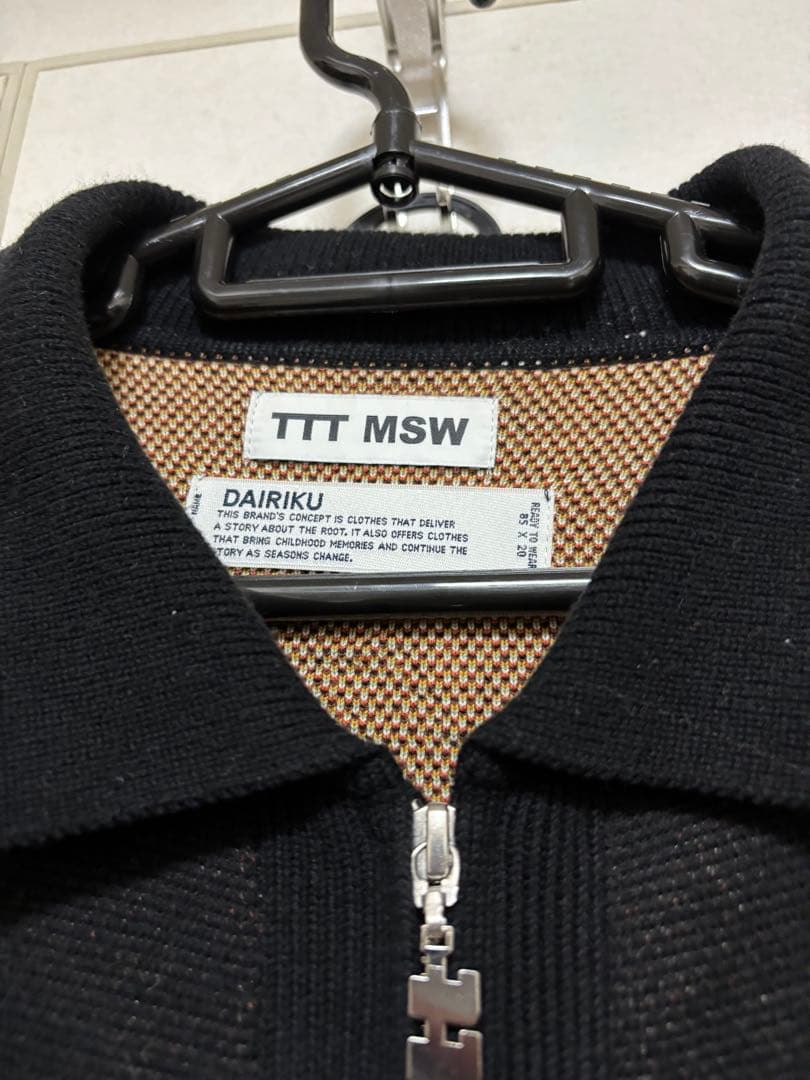 TTT MSW
NAME
DAIRIKU
THIS BRAND'S CONCEPT IS CLOTHES THAT DELIVER
A STORY ABOUT THE ROOT. IT ALSO OFFERS CLOTHES
THAT BRING CHILDHOOD MEMORIES AND CONTINUE THE
STORY AS SEASONS CHANGE.
READY TO WEAR
85 X 20